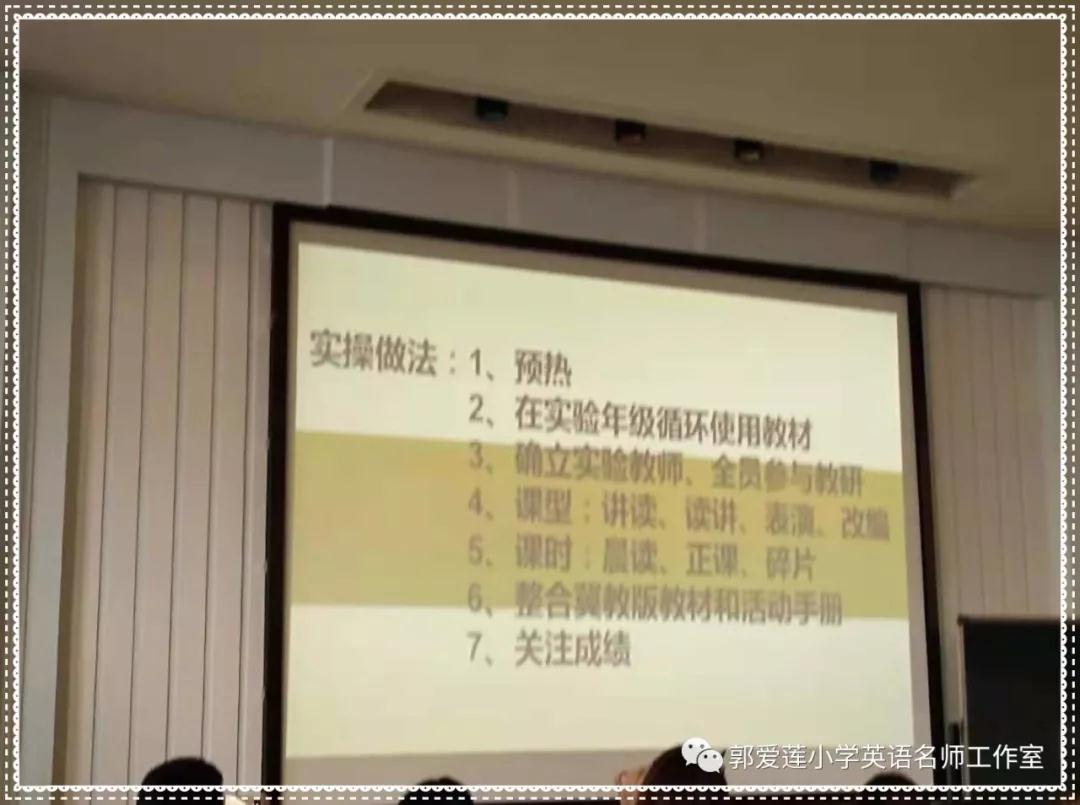 实操做法：1、预热
2、在实验年级循环使用教材
3、确立实验教师、全员参与教研
4、课型：讲读、读讲、表演、改编
5、课时：晨读、正课、碎片
6、整合冀教版教材和活动手册
7、关注成绩
郭爱莲小学英语名师工作室